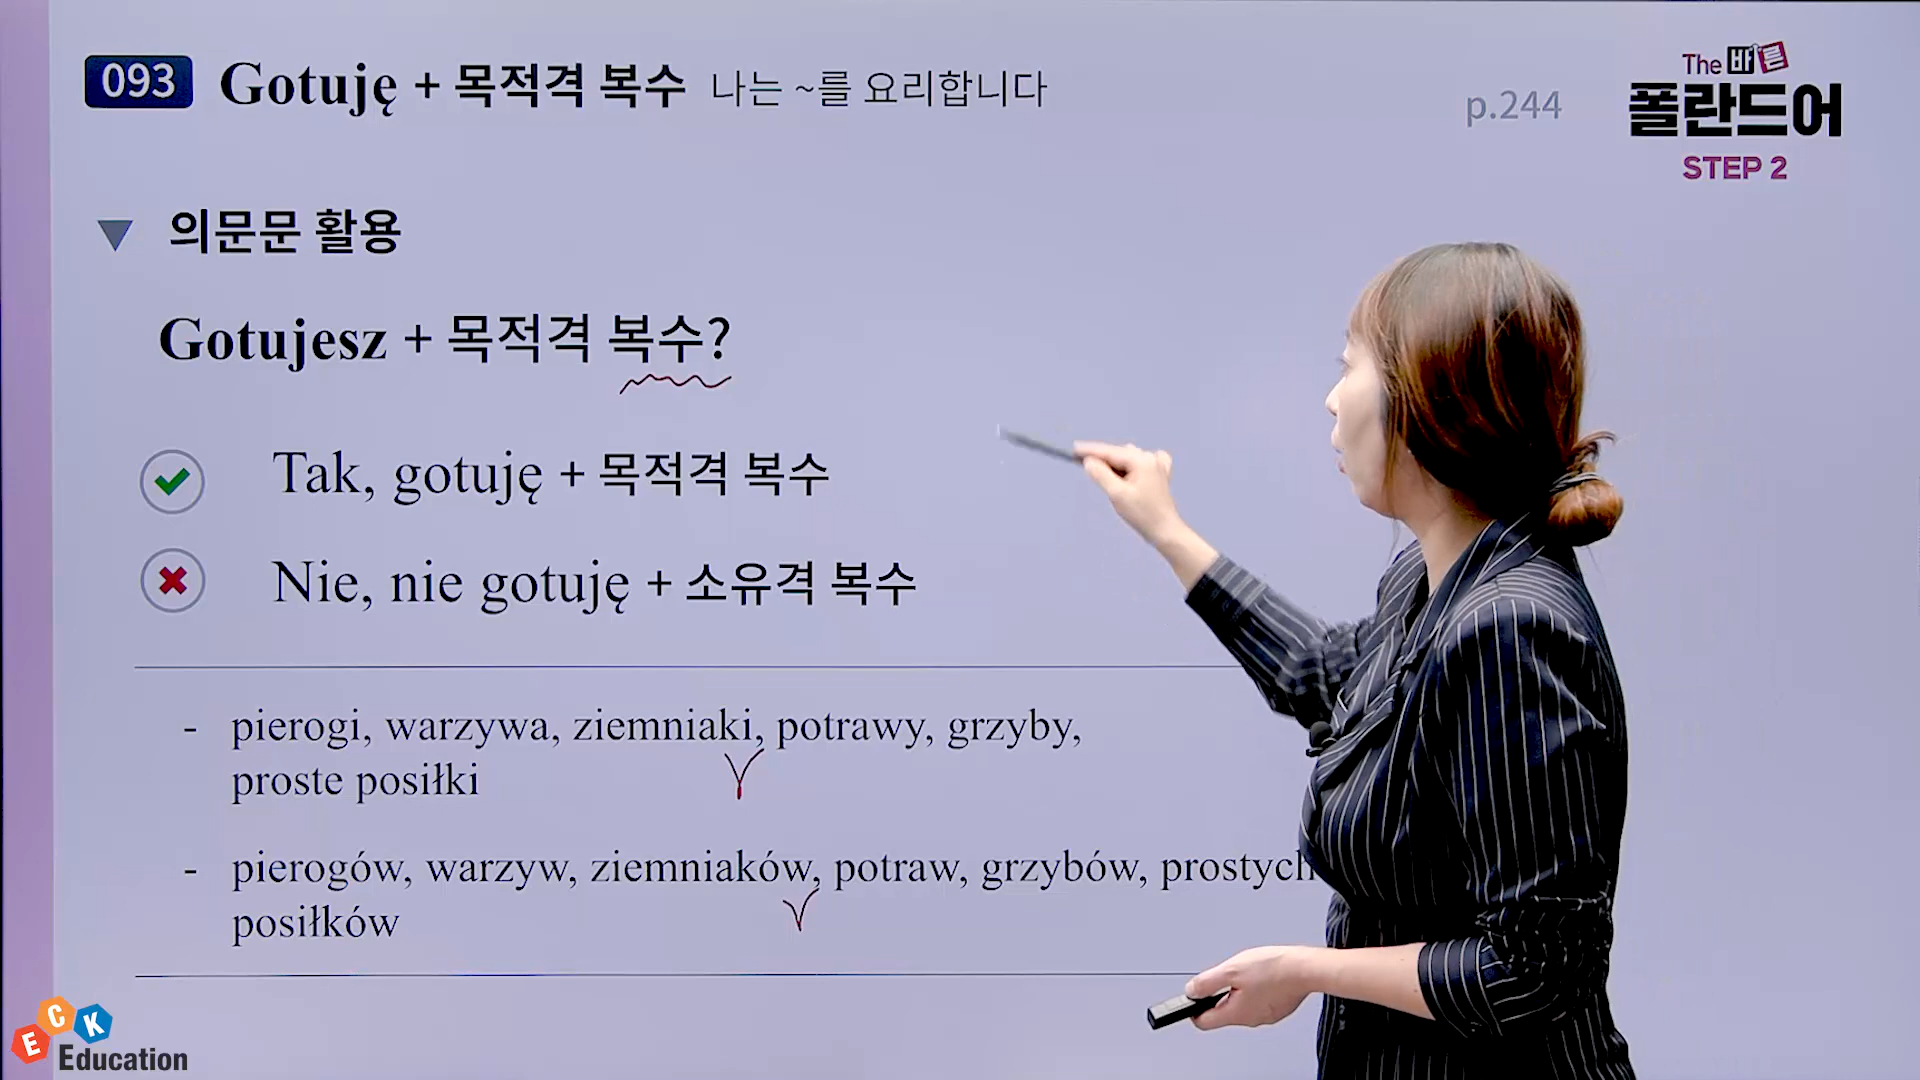 093 Gotuję + 목적격 복수 나는 ~를 요리합니다
p.244
The 바른
폴란드어
STEP 2
의문문 활용
Gotujesz + 목적격 복수?
Tak, gotuję + 목적격 복수
Nie, nie gotuję + 소유격 복수
- pierogi, warzywa, ziemniaki, potrawy, grzyby,
proste posiłki
- pierogów, warzyw, ziemniaków, potraw, grzybów, prostych
posiłków
ECK
Education